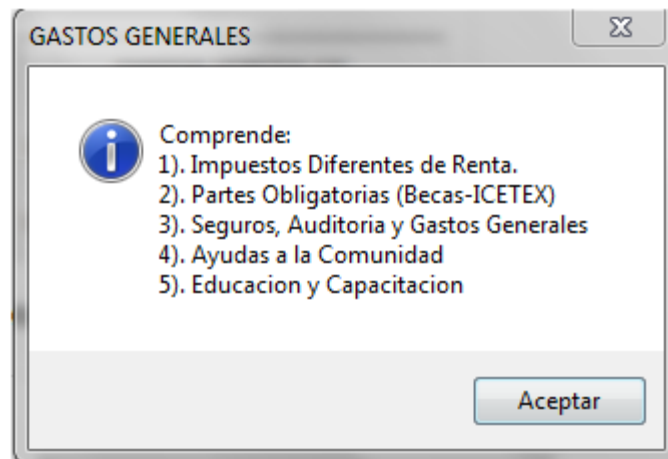 GASTOS GENERALES
Comprende:
1). Impuestos Diferentes de Renta.
2). Partes Obligatorias (Becas-ICETEX)
3). Seguros, Auditoria y Gastos Generales
4). Ayudas a la Comunidad
5). Educacion y Capacitacion
Aceptar